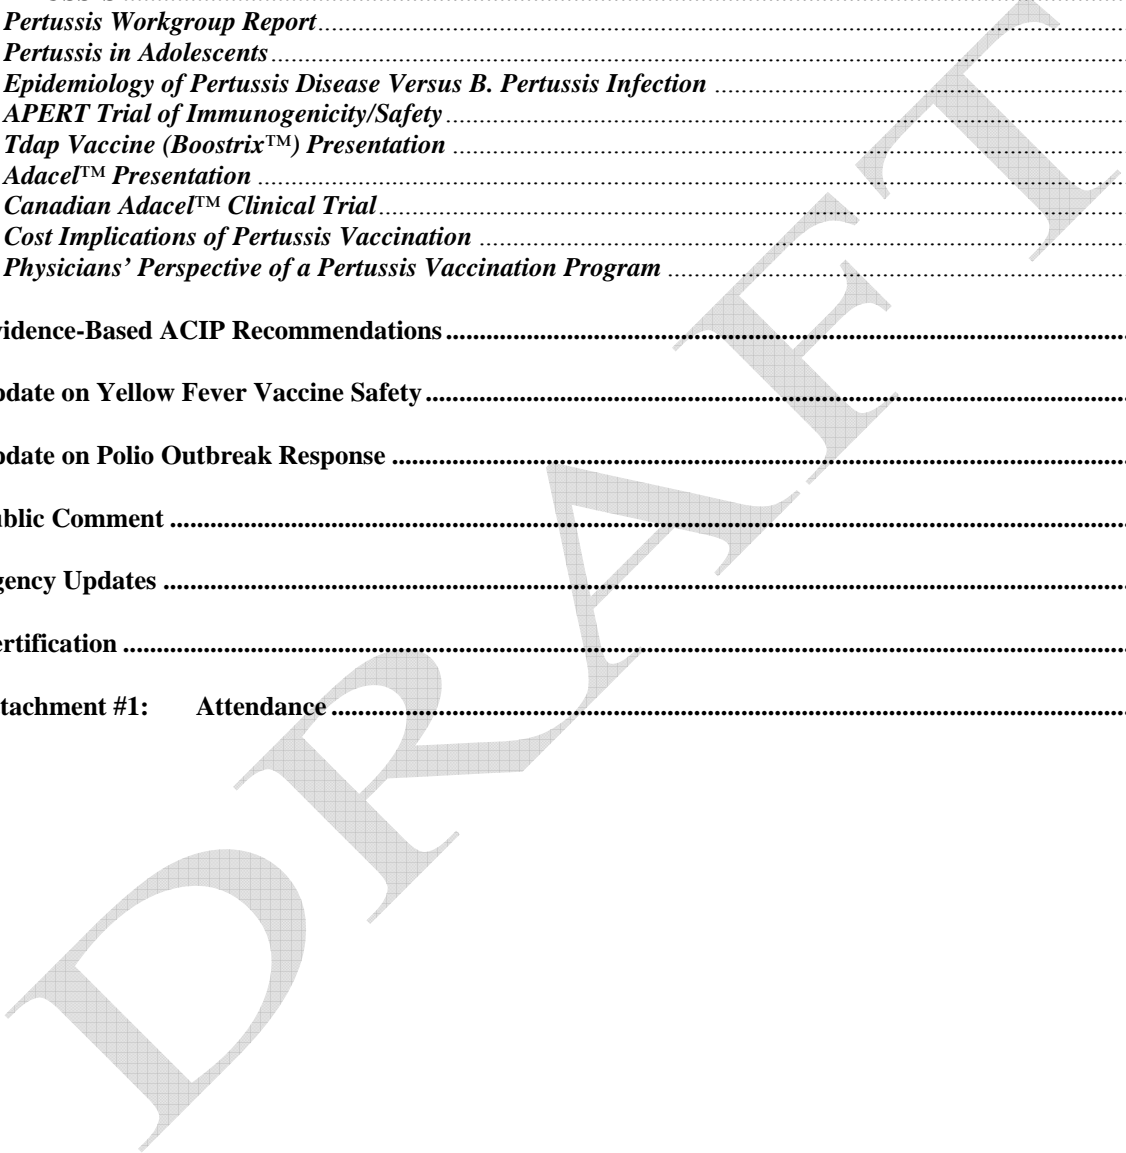 Pertussis Workgroup Report
Pertussis in Adolescents
Epidemiology of Pertussis Disease Versus B. Pertussis Infection
APERT Trial of Immunogenicity/Safety
Tdap Vaccine (Boostrix™) Presentation
Adacel™ Presentation
Canadian Adacel™ Clinical Trial
Cost Implications of Pertussis Vaccination
Physicians’ Perspective of a Pertussis Vaccination Program
vidence-Based ACIP Recommendations
pdate on Yellow Fever Vaccine Safety
pdate on Polio Outbreak Response
ublic Comment
gency Updates
ertification
ttachment #1: Attendance
DRAFT